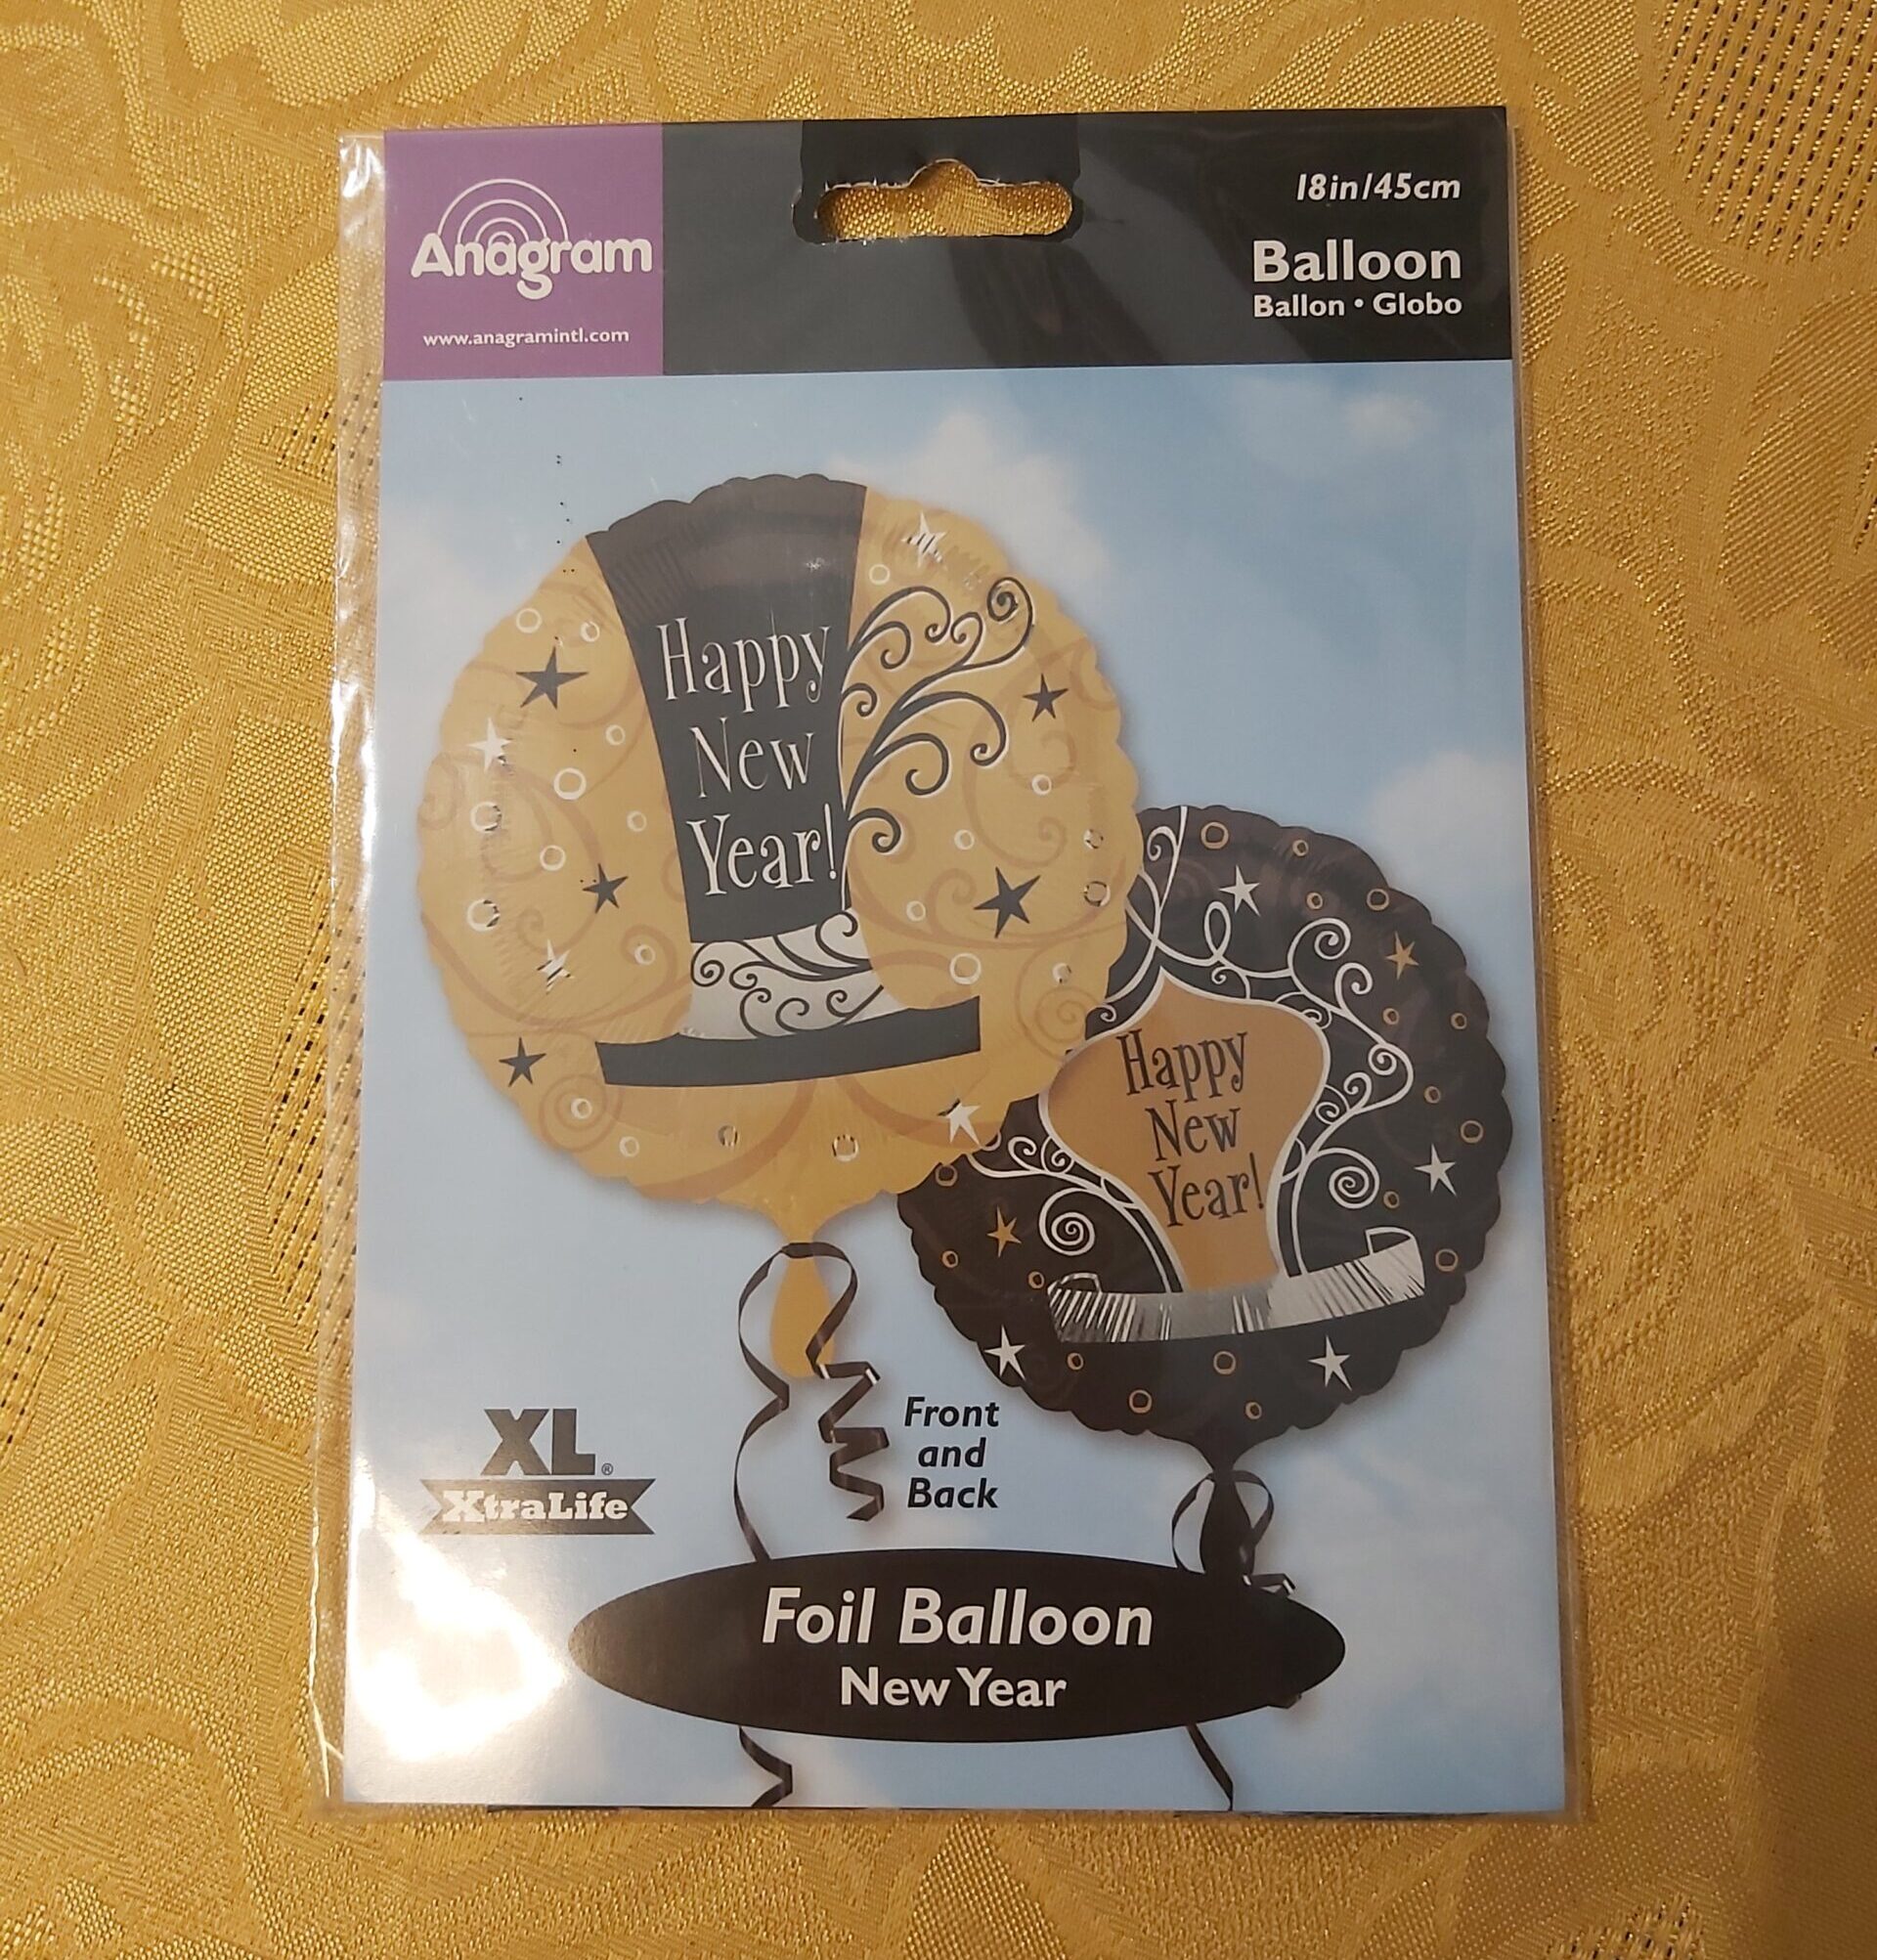 Anagram
www.anagramintl.com
18in/45cm
Balloon
Ballon • Globo
Happy
New
Year!
Happy
New
Year!
XL®
XtraLife
Front
and
Back
Foil Balloon
New Year